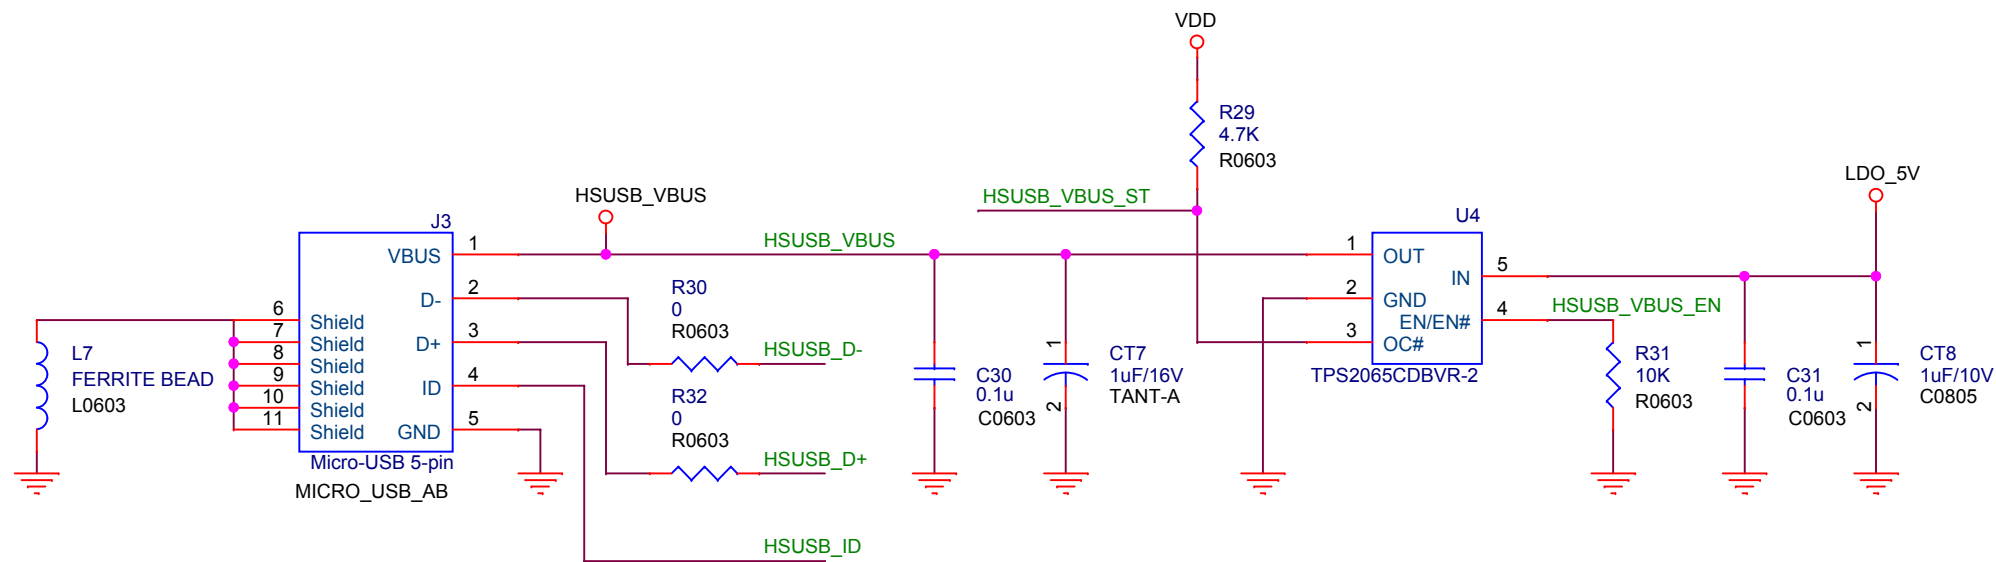 VDD
R29
4.7K
R0603
LDO_5V
HSUSB_VBUS
HSUSB_VBUS_ST
J3
U4
1
VBUS
HSUSB_VBUS
1
OUT
IN
5
2
D-
R30
0
R0603
2
GND
EN/EN#
4
HSUSB_VBUS_EN
3
OC#
TPS2065CDBVR-2
6
Shield
7
Shield
8
Shield
9
Shield
10
Shield
11
Shield
3
D+
HSUSB_D-
4
ID
5
GND
L7
FERRITE BEAD
L0603
R32
0
R0603
HSUSB_D+
C30
0.1u
C0603
1
2
CT7
1uF/16V
TANT-A
R31
10K
R0603
C31
0.1u
C0603
1
2
CT8
1uF/10V
C0805
Micro-USB 5-pin
MICRO_USB_AB
HSUSB_ID